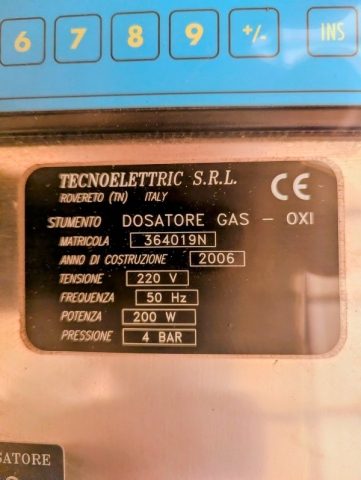 6 7 8 9 +/- INS
TECNOELETTRIC S.R.L.
ROVERETO (TN) ITALY
CE
STUMENTO DOSATORE GAS - OXI
MATRICOLA 364019N
ANNO DI COSTRUZIONE 2006
TENSIONE 220 V
FREQUENZA 50 Hz
POTENZA 200 W
PRESSIONE 4 BAR
SATORE